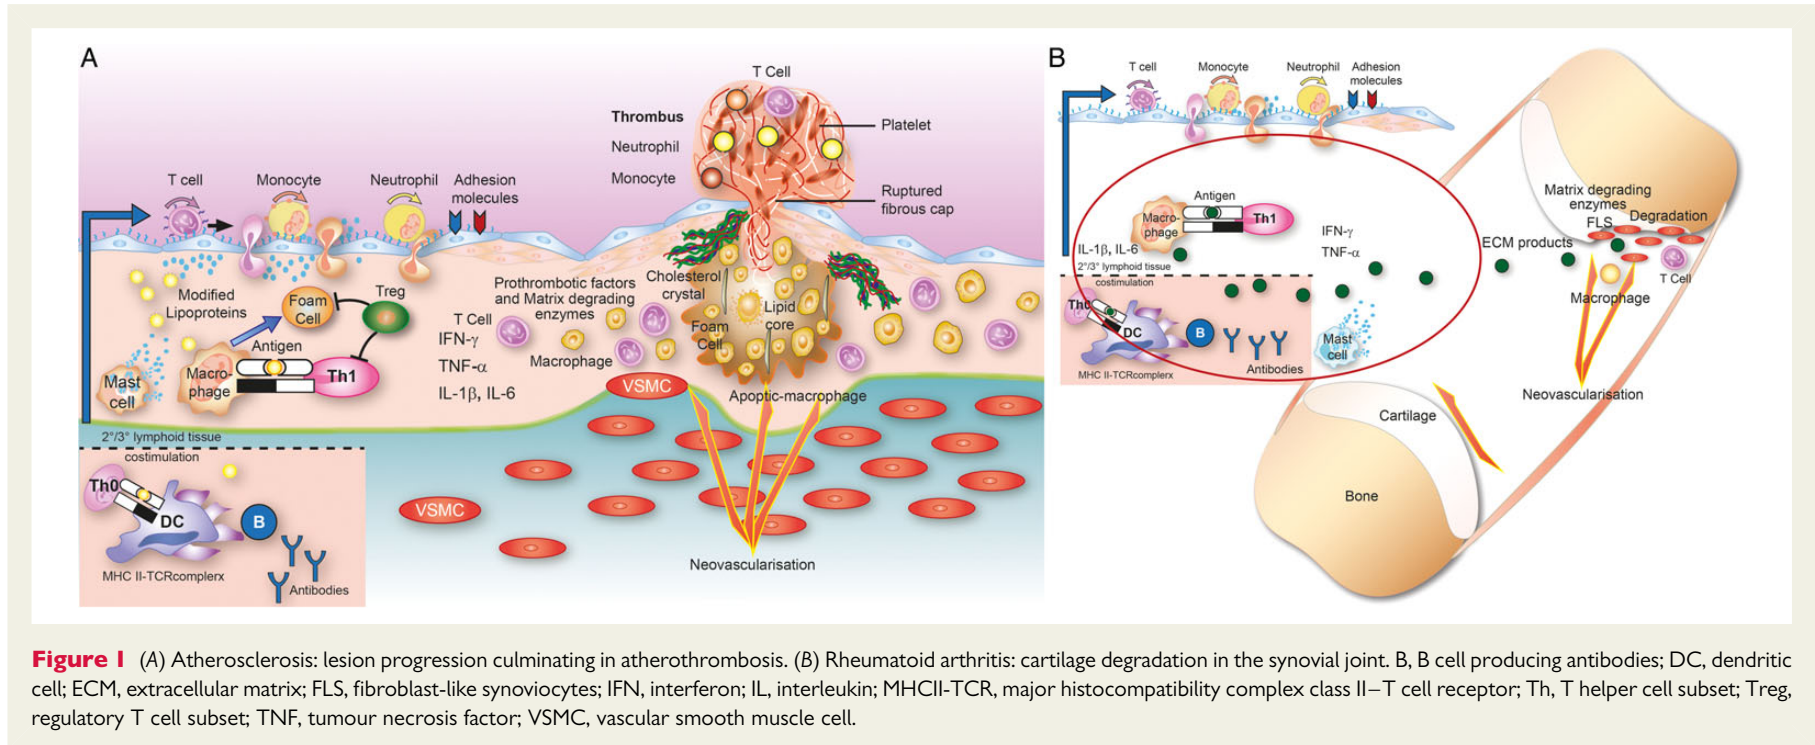 A
T cell
Monocyte
Neutrophil
Adhesion
molecules
T Cell
Thrombus
Neutrophil
Monocyte
Platelet
Ruptured
fibrous cap
Modified
Lipoproteins
Foam
Cell
Treg
Antigen
Mast
cell
Macro-
phage
Th1
T Cell
IFN-γ
TNF-α
IL-1β, IL-6
Prothrombotic factors
and Matrix degrading
enzymes
Macrophage
Cholesterol
crystal
Foam
Cell
Lipid
core
VSMC
Apoptic-macrophage
2°/3° lymphoid tissue
costimulation
Th0
DC
B
MHC II-TCRcomplerx
Antibodies
VSMC
Neovascularisation
B
T cell
Monocyte
Neutrophil
Adhesion
molecules
Antigen
Macro-
phage
Th1
IL-1β, IL-6
IFN-γ
TNF-α
2°/3° lymphoid tissue
costimulation
Th0
DC
B
MHC II-TCRcomplerx
Antibodies
Mast
cell
Matrix degrading
enzymes
FLS
Degradation
ECM products
T Cell
Macrophage
Neovascularisation
Cartilage
Bone
Figure 1 (A) Atherosclerosis: lesion progression culminating in atherothrombosis. (B) Rheumatoid arthritis: cartilage degradation in the synovial joint. B, B cell producing antibodies; DC, dendritic
cell; ECM, extracellular matrix; FLS, fibroblast-like synoviocytes; IFN, interferon; IL, interleukin; MHCII-TCR, major histocompatibility complex class II–T cell receptor; Th, T helper cell subset; Treg,
regulatory T cell subset; TNF, tumour necrosis factor; VSMC, vascular smooth muscle cell.